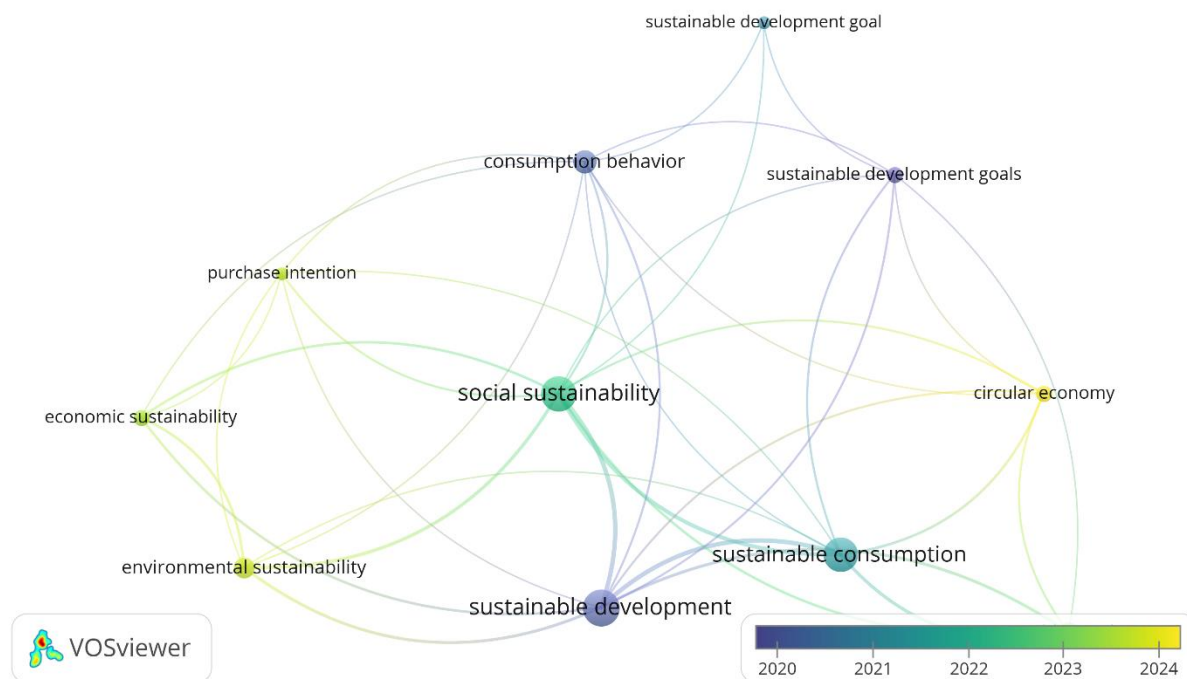 sustainable development goal
consumption behavior
sustainable development goals
purchase intention
social sustainability
circular economy
economic sustainability
sustainable consumption
environmental sustainability
sustainable development
VOSviewer
2020 2021 2022 2023 2024